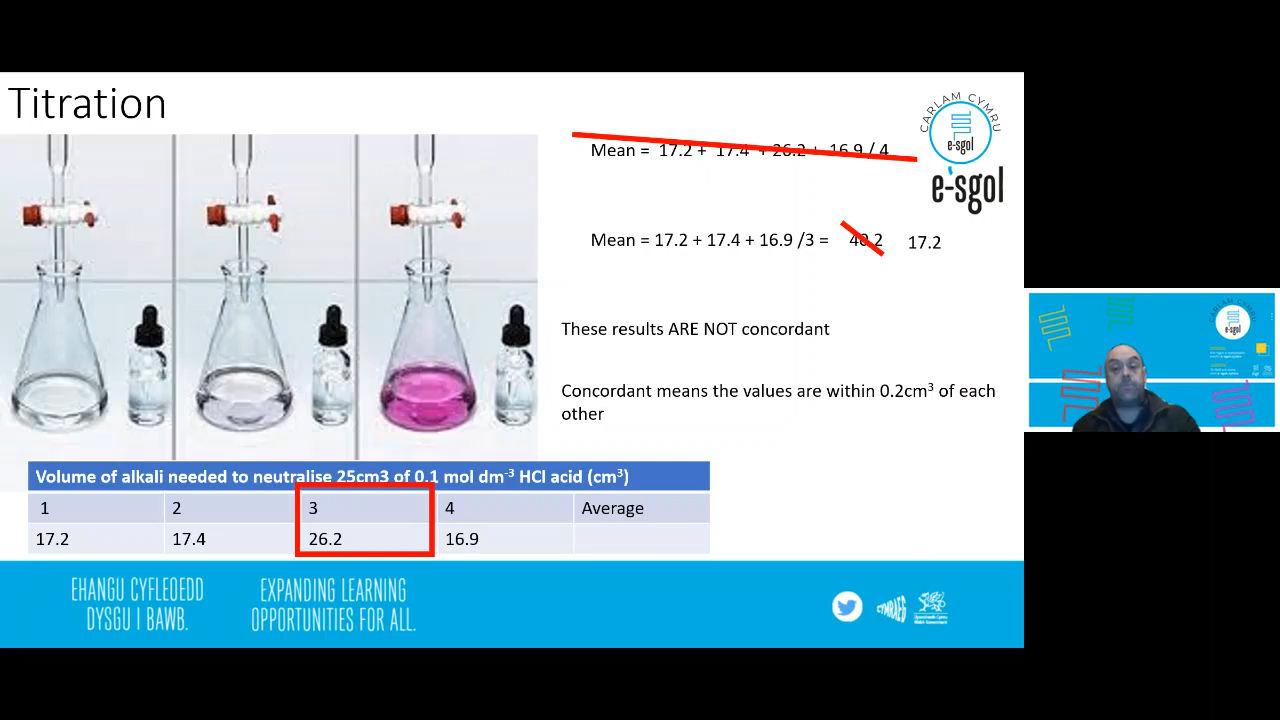 Titration
Mean = 17.2 + 17.4 + 26.2 + 16.9 / 4
CARLAM CYMRU
e-sgol
e-sgol
Mean = 17.2 + 17.4 + 16.9 /3 = 40.2 17.2
These results ARE NOT concordant
Concordant means the values are within 0.2cm³ of each
other
Volume of alkali needed to neutralise 25cm3 of 0.1 mol dm⁻³ HCl acid (cm³)
1 2 3 4 Average
17.2 17.4 26.2 16.9
EHANGU CYFLEOEDD
DYSGU I BAWB.
EXPANDING LEARNING
OPPORTUNITIES FOR ALL.
CYMRAEG
e-sgol